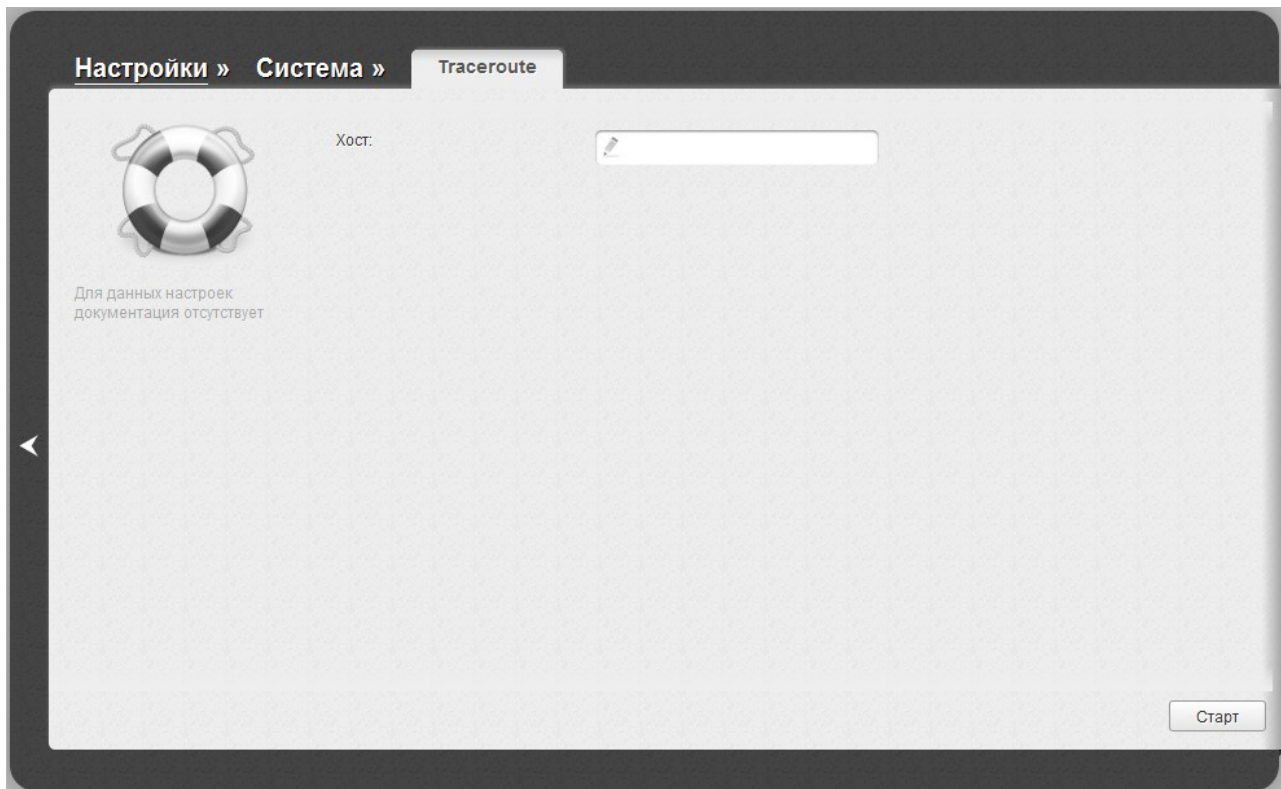 Настройки » Система » Traceroute
Хост:
Для данных настроек
документация отсутствует
Старт